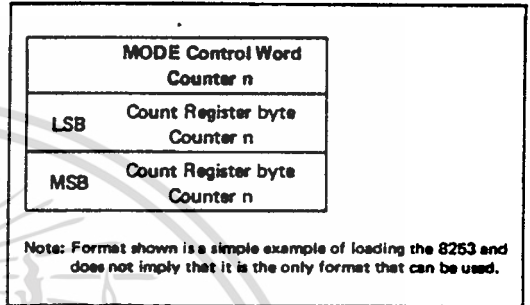 MODE Control Word
Counter n
LSB Count Register byte
Counter n
MSB Count Register byte
Counter n
Note: Format shown is a simple example of loading the 8253 and
does not imply that it is the only format that can be used.